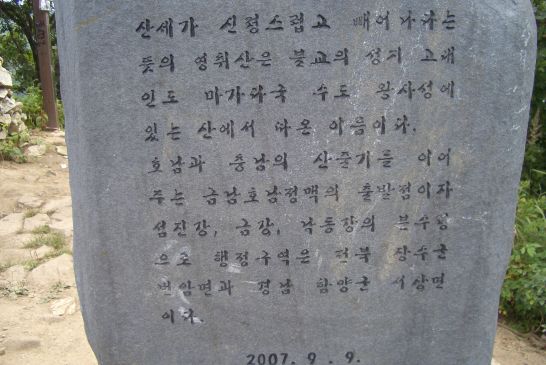 산세가 신령스럽고 빼어나다는
뜻의 영취산은 불교의 성지 고대
인도 마가다국 수도 왕사성에
있는 산에서 따온 이름이다.
호남과 충남의 산줄기를 이어
주는 금남호남정맥의 출발점이자
섬진강, 금강, 낙동강의 분수령
으로 행정구역은 전북 장수군
번암면과 경남 함양군 서상면
이다.
2007. 9. 9.